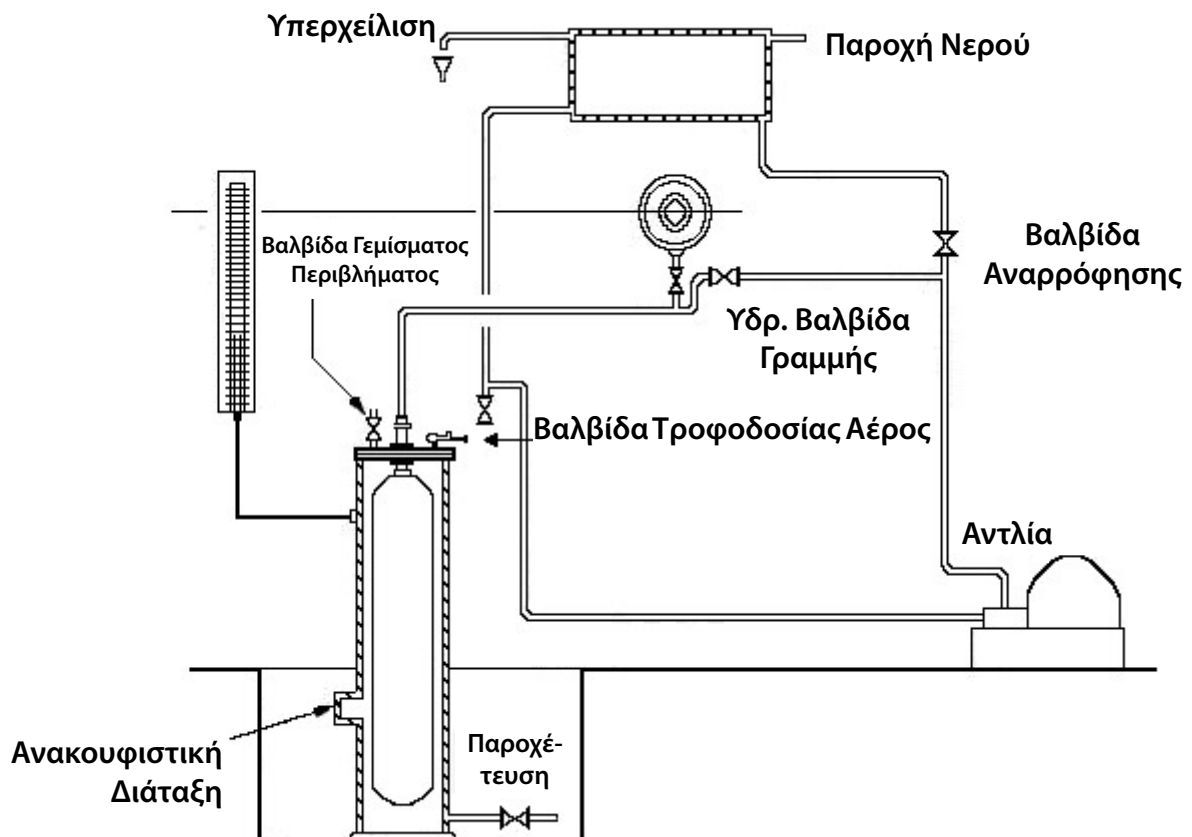 Υπερχείλιση
Παροχή Νερού
Βαλβίδα Γεμίσματος
Περιβλήματος
Βαλβίδα
Αναρρόφησης
Υδρ. Βαλβίδα
Γραμμής
Βαλβίδα Τροφοδοσίας Αέρος
Αντλία
Ανακουφιστική
Διάταξη
Παροχέ-
τευση